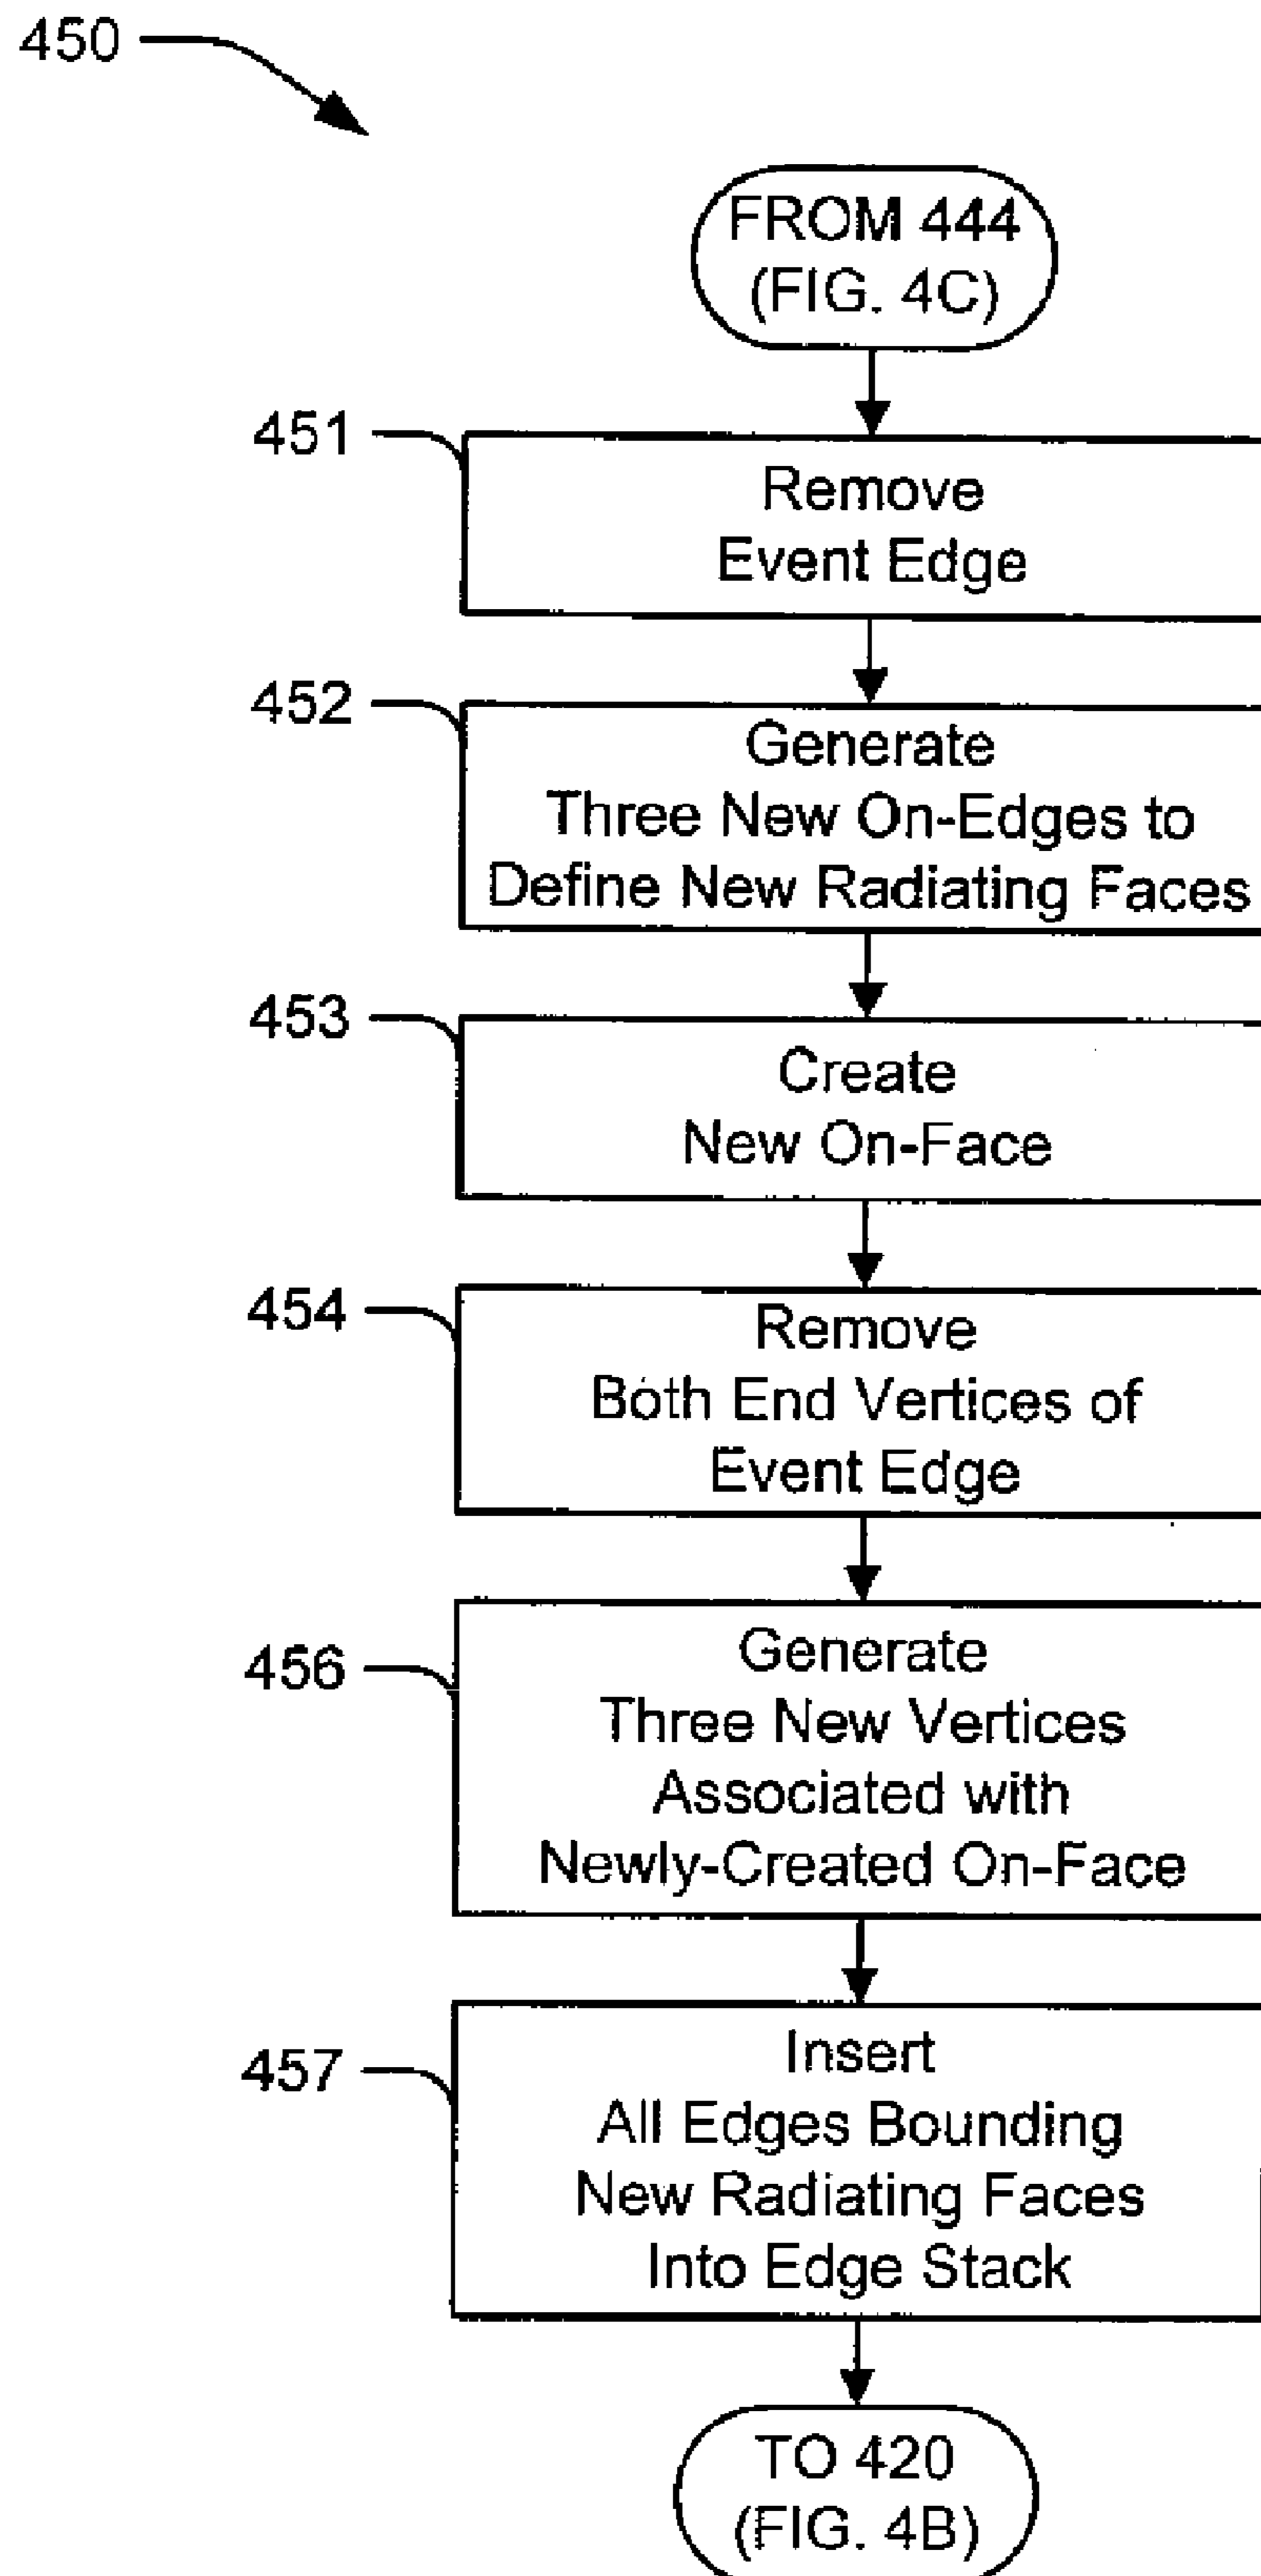 450
FROM 444
(FIG. 4C)
451
Remove
Event Edge
452
Generate
Three New On-Edges to
Define New Radiating Faces
453
Create
New On-Face
454
Remove
Both End Vertices of
Event Edge
456
Generate
Three New Vertices
Associated with
Newly-Created On-Face
457
Insert
All Edges Bounding
New Radiating Faces
Into Edge Stack
TO 420
(FIG. 4B)